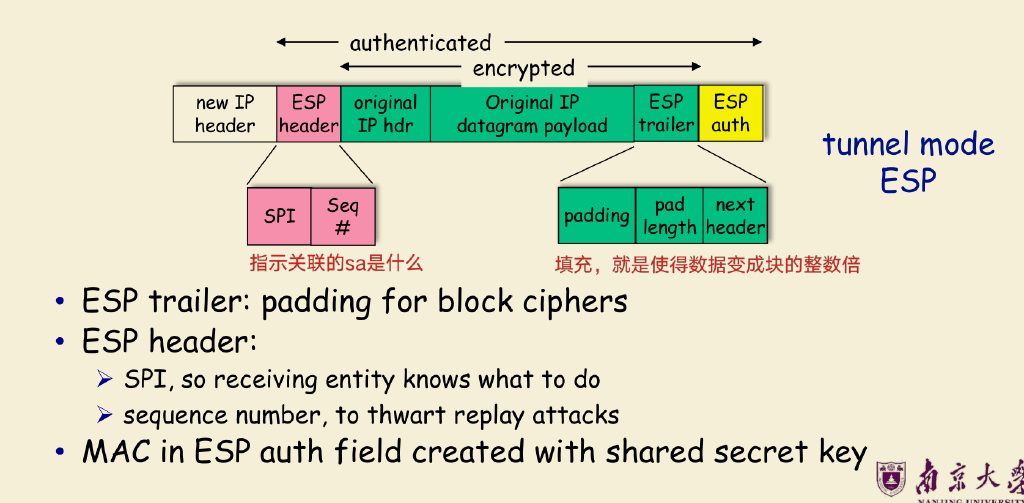 authenticated
encrypted
new IP header
ESP header
original IP hdr
Original IP datagram payload
ESP trailer
ESP auth
tunnel mode
ESP
SPI
Seq #
padding
pad length
next header
指示关联的sa是什么
填充，就是使得数据变成块的整数倍
• ESP trailer: padding for block ciphers
• ESP header:
➢ SPI, so receiving entity knows what to do
➢ sequence number, to thwart replay attacks
• MAC in ESP auth field created with shared secret key
南京大学